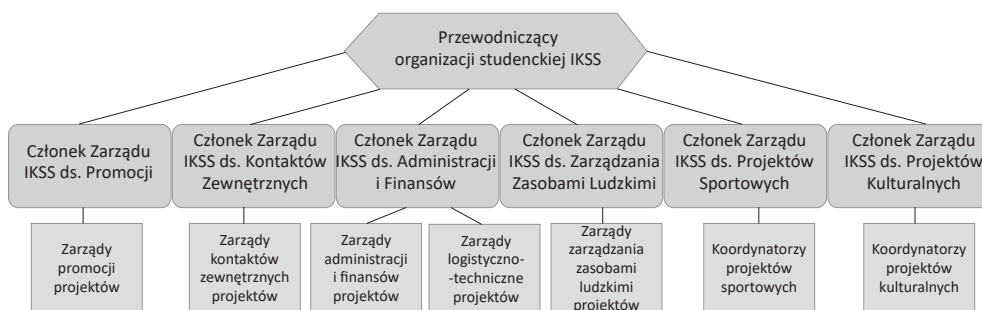 Przewodniczący
organizacji studenckiej IKSS
Członek Zarządu
IKSS ds. Promocji
Członek Zarządu
IKSS ds. Kontaktów
Zewnętrznych
Członek Zarządu
IKSS ds. Administracji
i Finansów
Członek Zarządu
IKSS ds. Zarządzania
Zasobami Ludzkimi
Członek Zarządu
IKSS ds. Projektów
Sportowych
Członek Zarządu
IKSS ds. Projektów
Kulturalnych
Zarządy
promocji
projektów
Zarządy
kontaktów
zewnętrznych
projektów
Zarządy
administracji
i finansów
projektów
Zarządy
logistyczno-
-techniczne
projektów
Zarządy
zarządzania
zasobami
ludzkimi
projektów
Koordynatorzy
projektów
sportowych
Koordynatorzy
projektów
kulturalnych